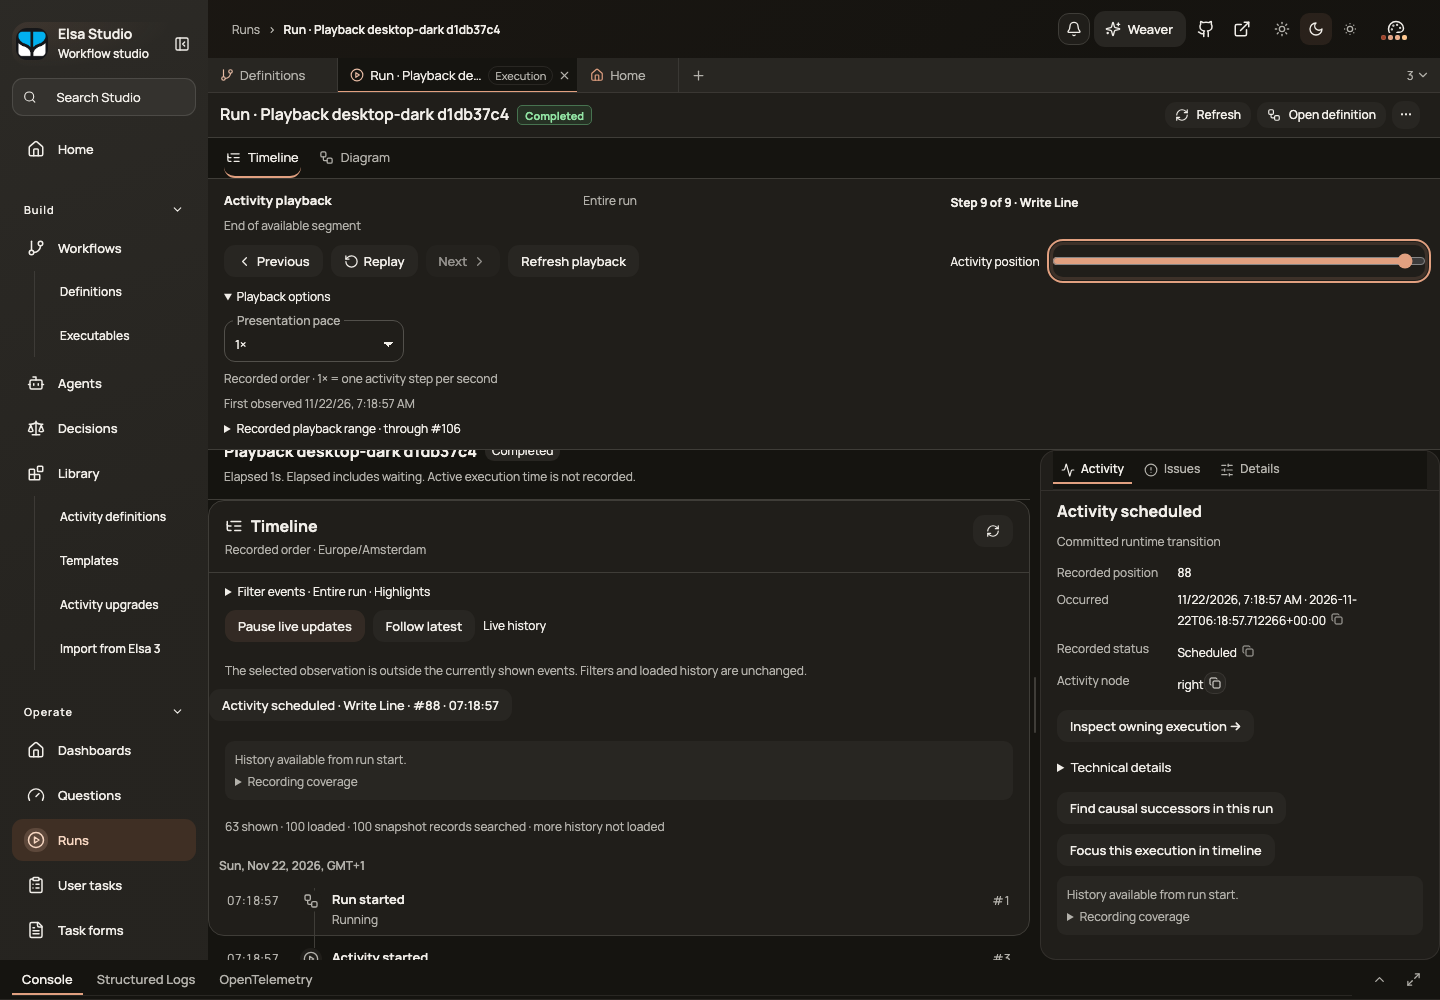 Elsa Studio
Workflow studio
Search Studio
Home
Build
Workflows
Definitions
Executables
Agents
Decisions
Library
Activity definitions
Templates
Activity upgrades
Import from Elsa 3
Operate
Dashboards
Questions
Runs
User tasks
Task forms
Runs › Run · Playback desktop-dark d1db37c4
Weaver
Definitions
Run · Playback de... Execution
Home
3
Run · Playback desktop-dark d1db37c4 Completed
Refresh
Open definition
Timeline
Diagram
Activity playback
Entire run
Step 9 of 9 · Write Line
End of available segment
Previous
Replay
Next
Refresh playback
Activity position
Playback options
Presentation pace
1×
Recorded order · 1× = one activity step per second
First observed 11/22/26, 7:18:57 AM
Recorded playback range · through #106
Playback desktop-dark d1db37c4 Completed
Elapsed 1s. Elapsed includes waiting. Active execution time is not recorded.
Timeline
Recorded order · Europe/Amsterdam
Filter events · Entire run · Highlights
Pause live updates
Follow latest
Live history
The selected observation is outside the currently shown events. Filters and loaded history are unchanged.
Activity scheduled · Write Line · #88 · 07:18:57
History available from run start.
Recording coverage
63 shown · 100 loaded · 100 snapshot records searched · more history not loaded
Sun, Nov 22, 2026, GMT+1
07:18:57 Run started #1
Running
07:18:57 Activity started #3
Activity
Issues
Details
Activity scheduled
Committed runtime transition
Recorded position 88
Occurred 11/22/2026, 7:18:57 AM · 2026-11-
22T06:18:57.712266+00:00
Recorded status Scheduled
Activity node right
Inspect owning execution →
Technical details
Find causal successors in this run
Focus this execution in timeline
History available from run start.
Recording coverage
Console
Structured Logs
OpenTelemetry